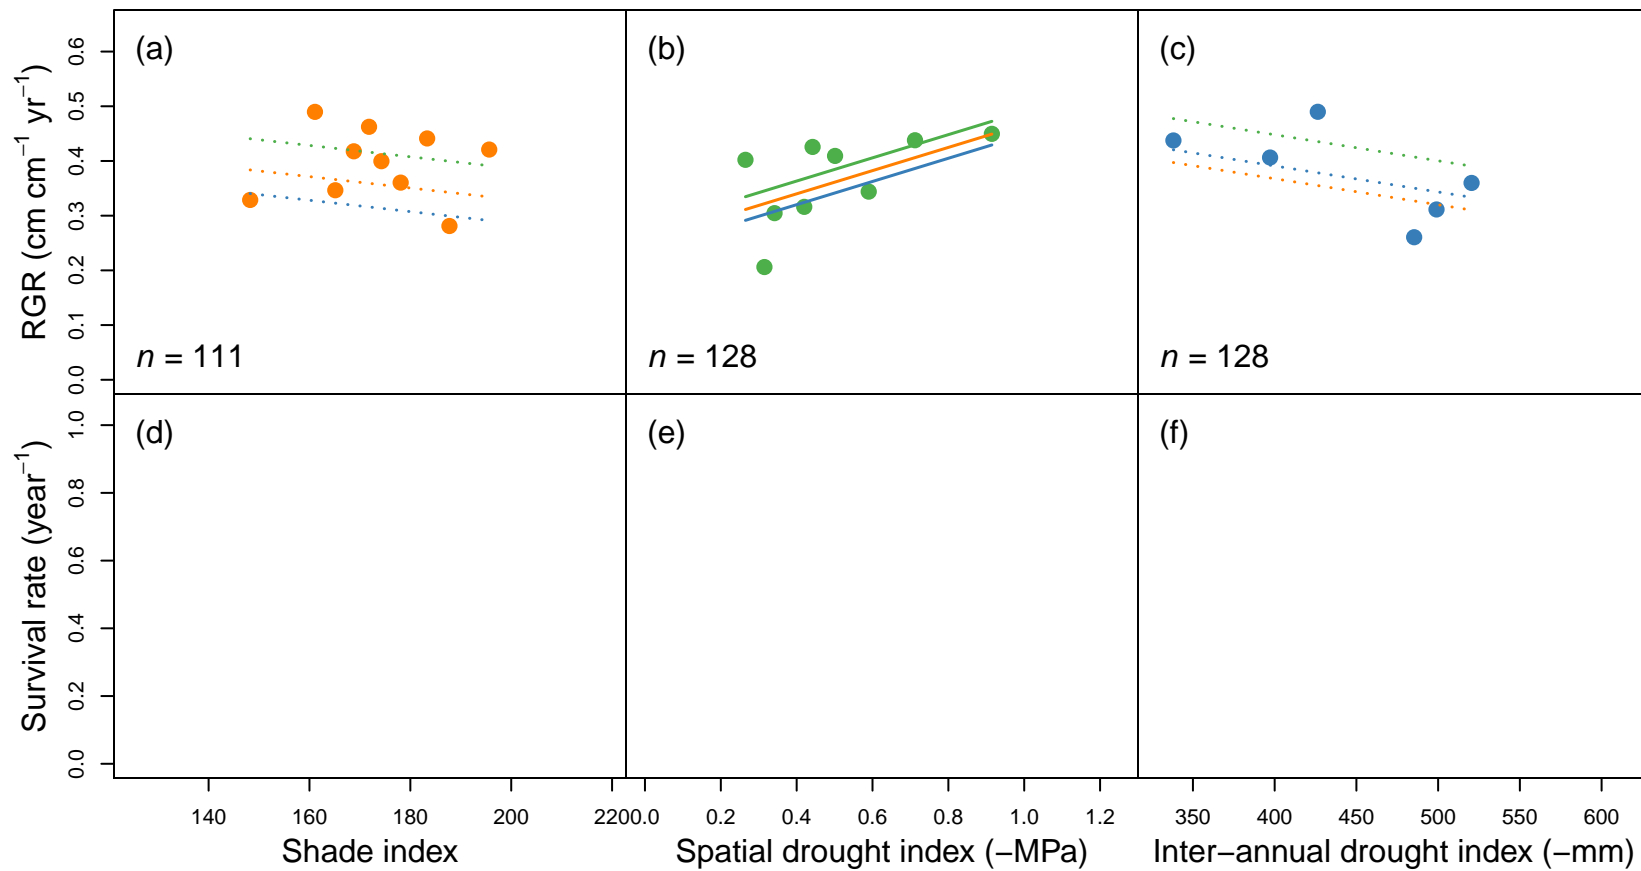 (a)
(b)
(c)
RGR (cm cm⁻¹ yr⁻¹)
0.6
0.5
0.4
0.3
0.2
0.1
0.0
n = 111
n = 128
n = 128
(d)
(e)
(f)
Survival rate (year⁻¹)
1.0
0.8
0.6
0.4
0.2
0.0
140 160 180 200 220
0.0 0.2 0.4 0.6 0.8 1.0 1.2
350 400 450 500 550 600
Shade index
Spatial drought index (−MPa)
Inter−annual drought index (−mm)